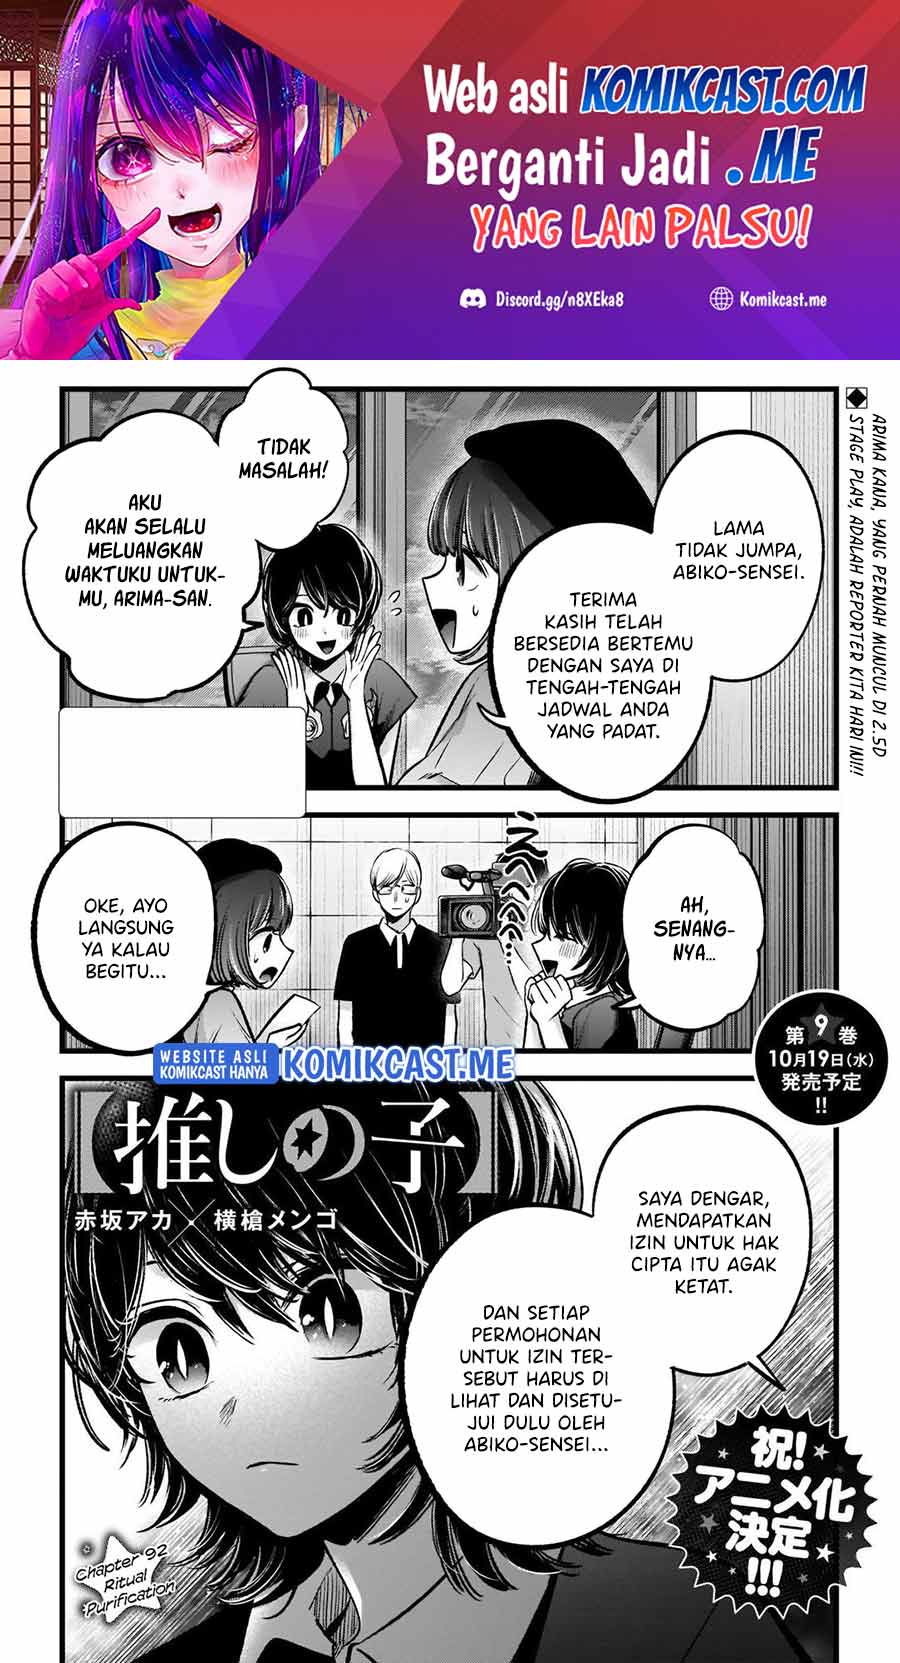 Web asli KOMIKCAST.COM
Berganti Jadi .ME
YANG LAIN PALSU!
Discord.gg/n8XEka8
Komikcast.me
ARIMA KANA, YANG PERNAH MUNCUL DI 2.5D
STAGE PLAY, ADALAH REPORTER KITA HARI INI!!!
LAMA
TIDAK JUMPA,
ABIKO-SENSEI.
TERIMA
KASIH TELAH
BERSEDIA BERTEMU
DENGAN SAYA DI
TENGAH-TENGAH
JADWAL ANDA
YANG PADAT.
TIDAK
MASALAH!
AKU
AKAN SELALU
MELUANGKAN
WAKTUKU UNTUK-
MU, ARIMA-SAN.
AH,
SENANG-
NYA...
えへへへ…
OKE, AYO
LANGSUNG
YA KALAU
BEGITU...
第9巻
10月19日(水)
発売予定
!!
WEBSITE ASLI
KOMIKCAST HANYA
KOMIKCAST.ME
【推しの子】
赤坂アカ×横槍メンゴ
SAYA DENGAR,
MENDAPATKAN
IZIN UNTUK HAK
CIPTA ITU AGAK
KETAT.
DAN SETIAP
PERMOHONAN
UNTUK IZIN TER-
SEBUT HARUS DI
LIHAT DAN DISETU-
JUI DULU OLEH
ABIKO-SENSEI...
祝!
アニメ化
決定
!!!
Chapter 92
Ritual
Purification